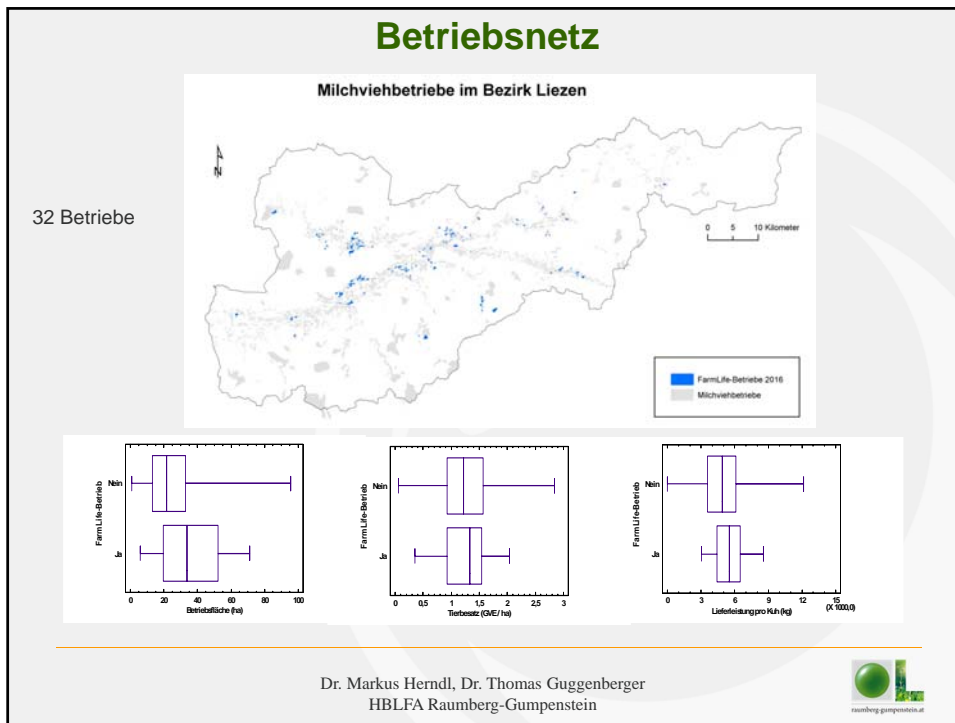 Betriebsnetz
Milchviehbetriebe im Bezirk Liezen
N
32 Betriebe
0 5 10 Kilometer
FarmLife-Betriebe 2016
Milchviehbetriebe
FarmLife-Betrieb
Nein
Ja
0 20 40 60 80 100
Betriebsfläche (ha)
FarmLife-Betrieb
Nein
Ja
0 0,5 1 1,5 2 2,5 3
Tierbesatz (GVE/ ha)
FarmLife-Betrieb
Nein
Ja
0 3 6 9 12 15
(X 1000,0)
Lieferleistung pro Kuh (kg)
Dr. Markus Herndl, Dr. Thomas Guggenberger
HBLFA Raumberg-Gumpenstein
raumberg-gumpenstein.at